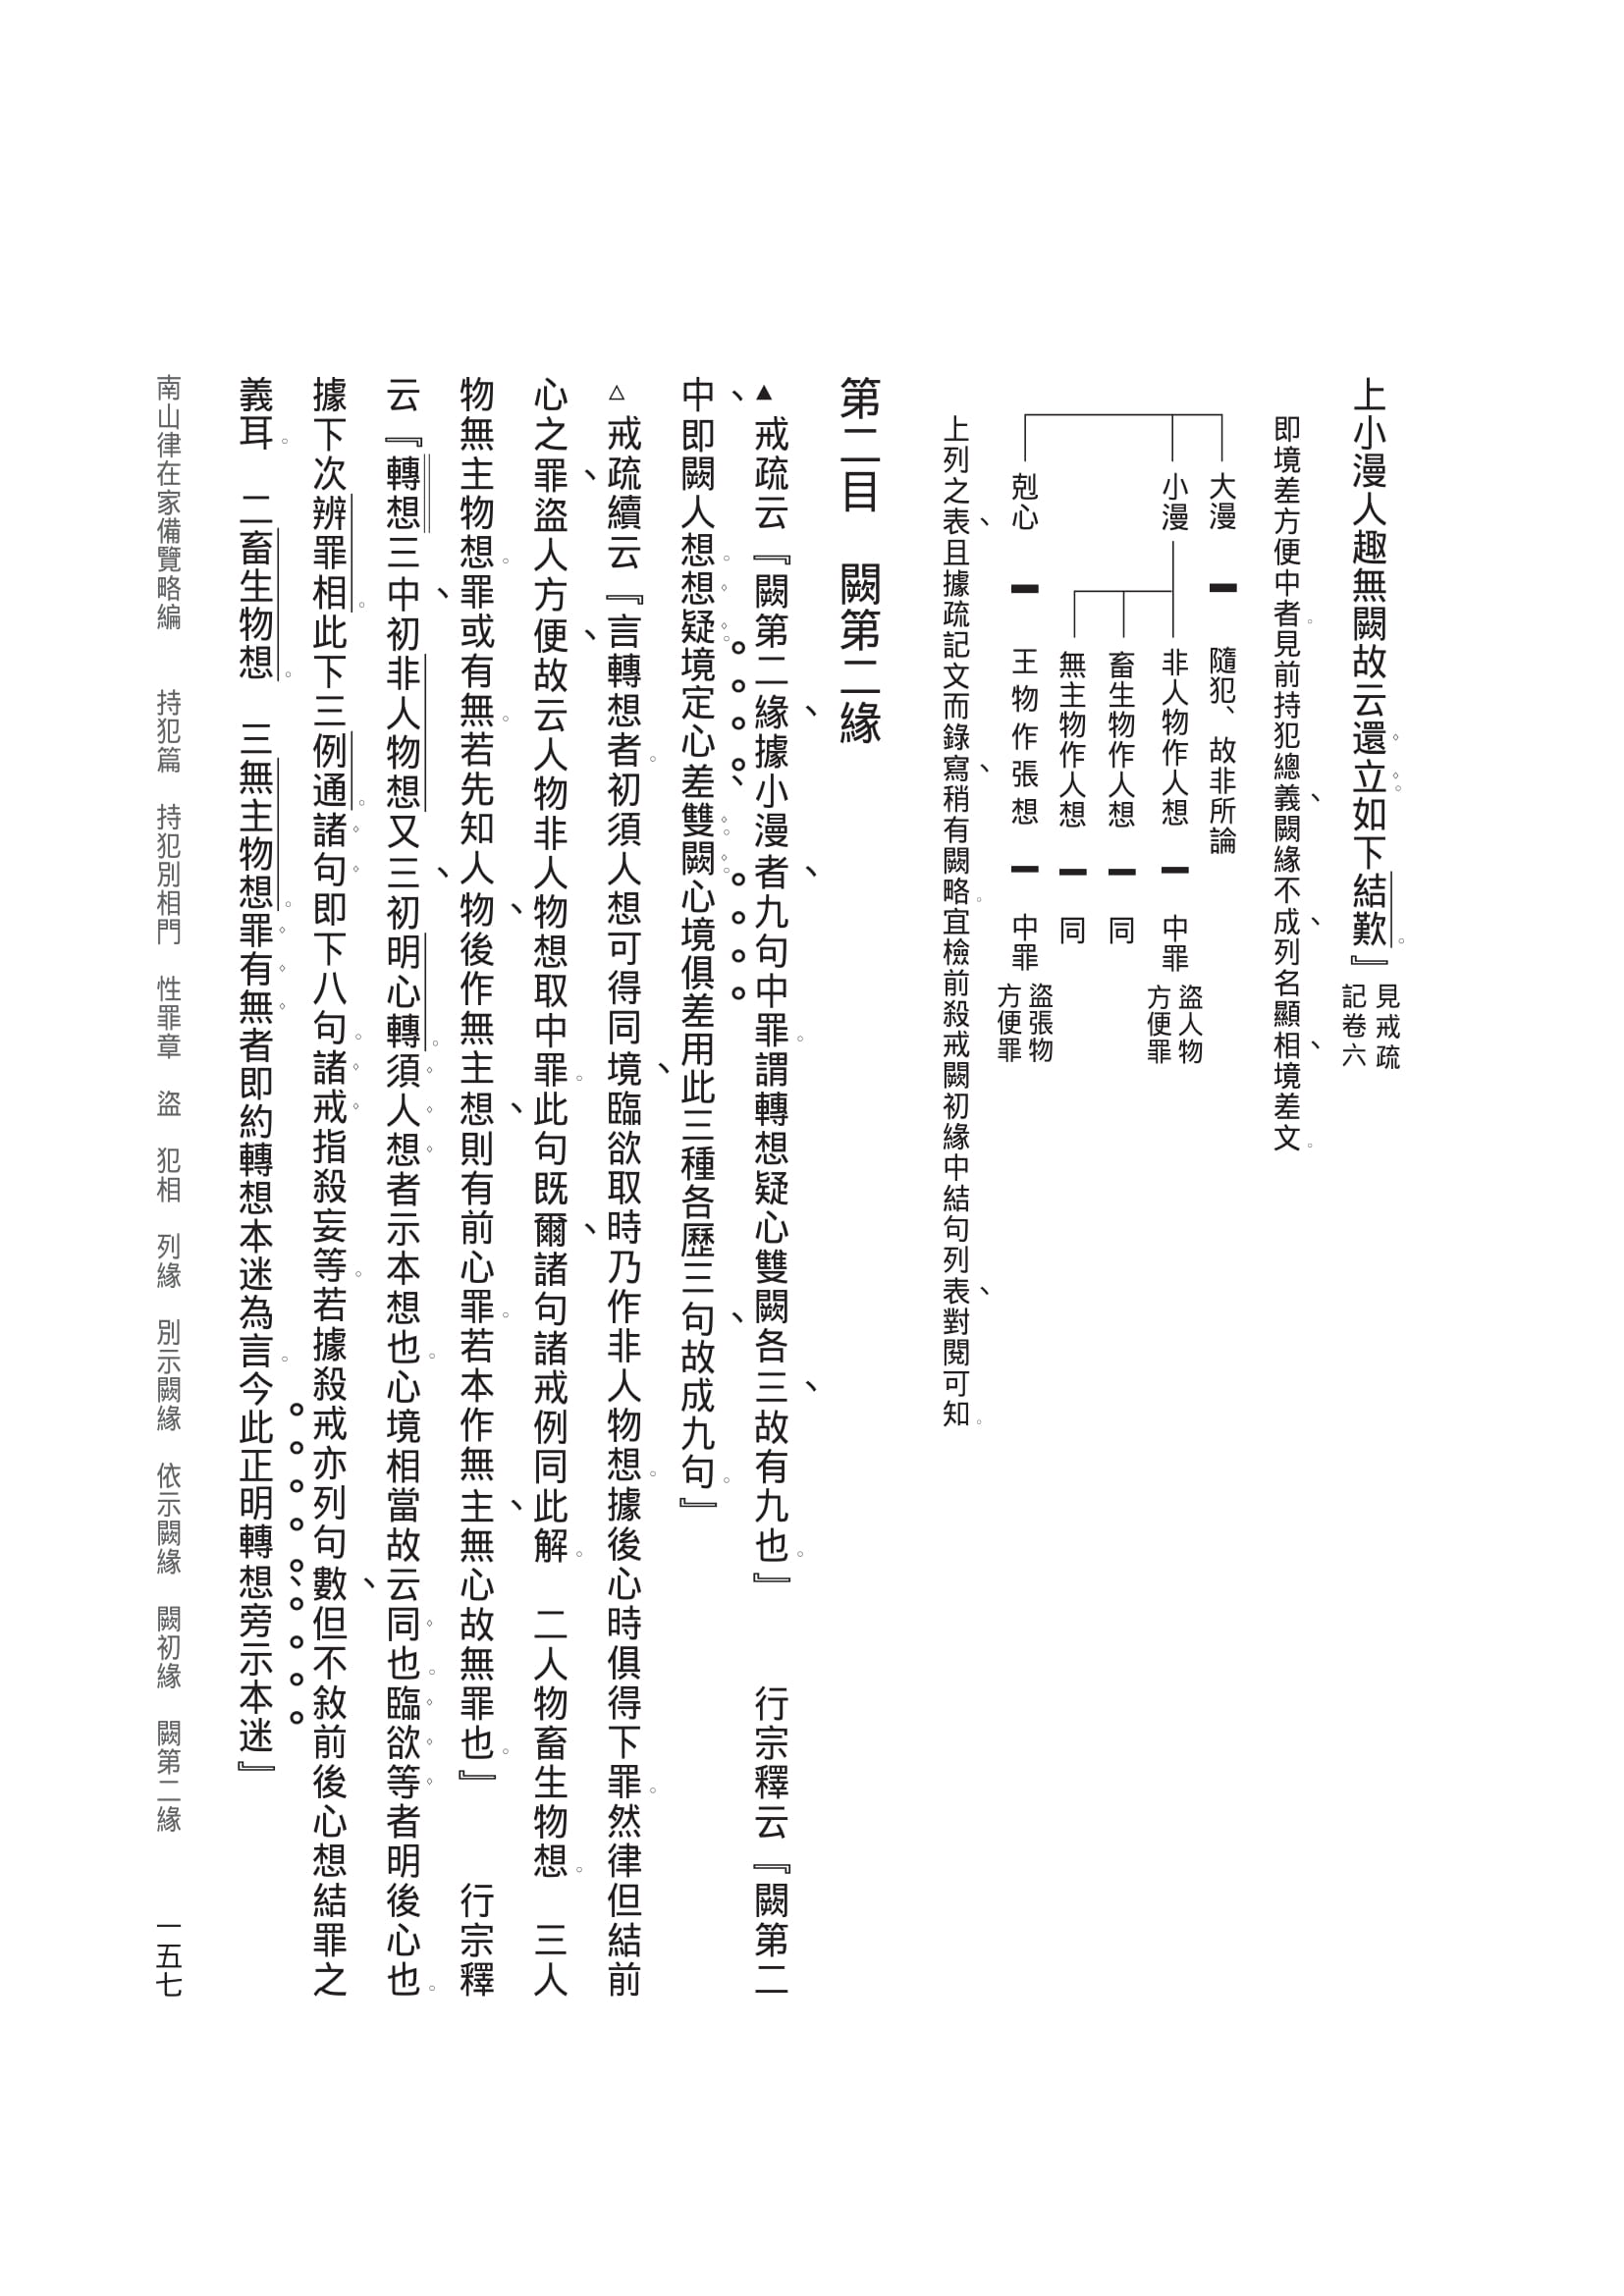 上小漫人趣無闕故云還立如下結歎。』見戒疏記卷六
即境差方便中者。見前持犯總義、闕緣不成、列名顯相、境差文。
大漫 ━ 隨犯、故非所論
小漫
非人物作人想 ━ 中罪 盜人物方便罪
畜生物作人想 ━ 同
無主物作人想 ━ 同
剋心 ━ 王物作張想 ━ 中罪 盜張物方便罪
上列之表、且據疏記文而錄寫、稍有闕略。宜檢前殺戒闕初緣中結句列表、對閱可知。
第二目 闕第二緣
▲戒疏云『闕第二緣、據小漫者、九句中罪。謂轉想疑心雙闕各三、故有九也。』 行宗釋云『闕第二
中、即闕人想。想疑。境定心差、雙。闕。心境俱差用此三種各歷三句、故成九句。』
△戒疏續云『言轉想者。初須人想可得同境、臨欲取時乃作非人物想。據後心時俱得下罪。然律但結前
心之罪、盜人方便、故云人物非人物想取中罪。此句既爾、諸句諸戒例同此解。 二人物畜生物想。 三人
物無主物想。罪或有無。若先知人物、後作無主想、則有前心罪。若本作無主、無心故無罪也。』 行宗釋
云『轉想三中、初非人物想又三、初明心轉。須人想者示本想也。心境相當故云同也。臨欲等者明後心也。
據下次辨罪相。此下三例通。諸句即下八句。諸戒指殺妄等。若據殺戒亦列句數、但不敘前後心想結罪之
義耳。 二畜生物想。 三無主物想。罪有無者即約轉想本迷為言。今此正明轉想、旁示本迷』
南山律在家備覽略編 持犯篇 持犯別相門 性罪章 盜 犯相 列緣 別示闕緣 依示闕緣 闕初緣 闕第二緣 一五七